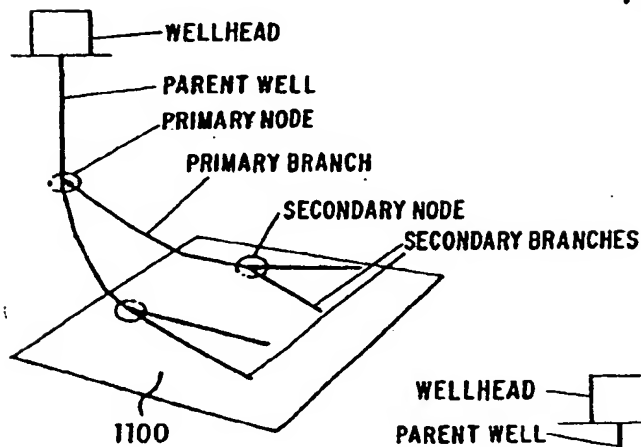 WELLHEAD
PARENT WELL
PRIMARY NODE
PRIMARY BRANCH
SECONDARY NODE
SECONDARY BRANCHES
1100
WELLHEAD
PARENT WELL